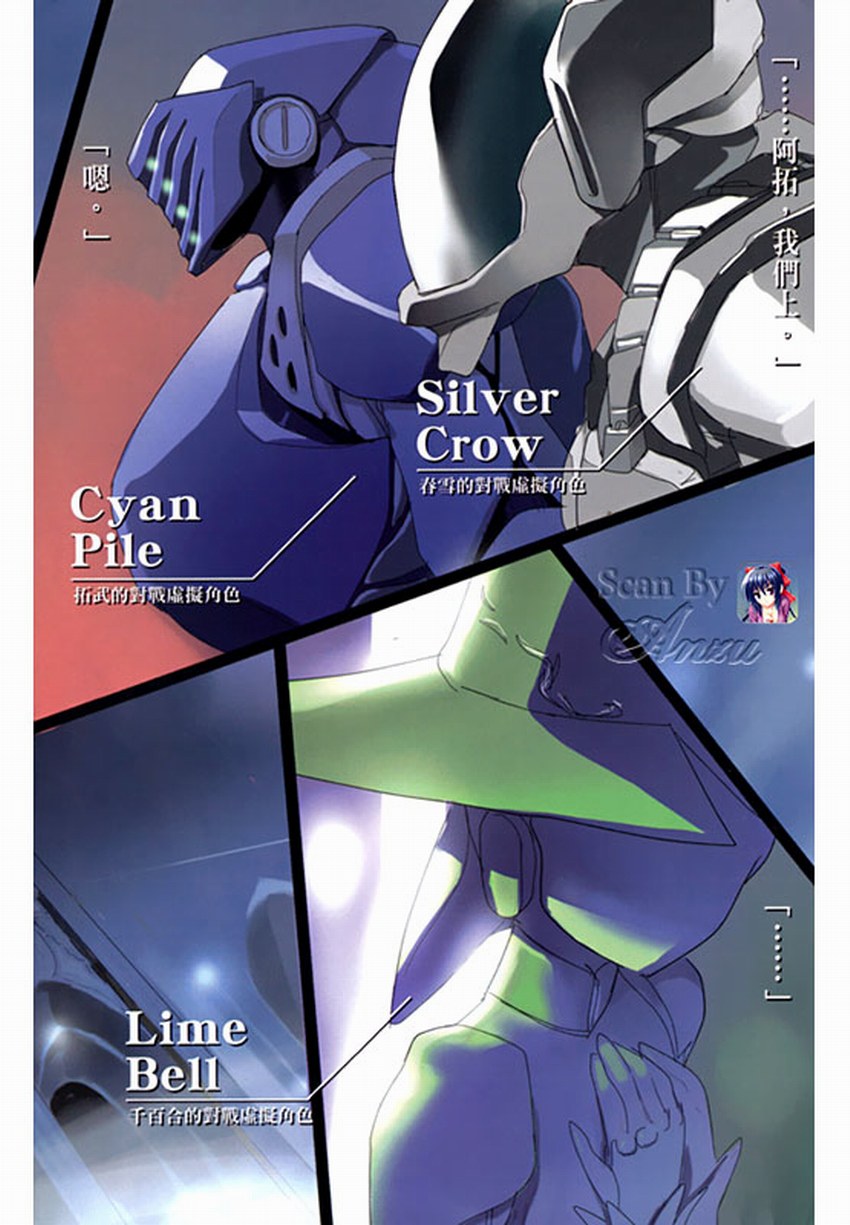 『……阿拓，我們上。』
『嗯。』
Silver
Crow
春雪的對戰虛擬角色
Cyan
Pile
拓武的對戰虛擬角色
Scan By
Anzu
『……』
Lime
Bell
千百合的對戰虛擬角色